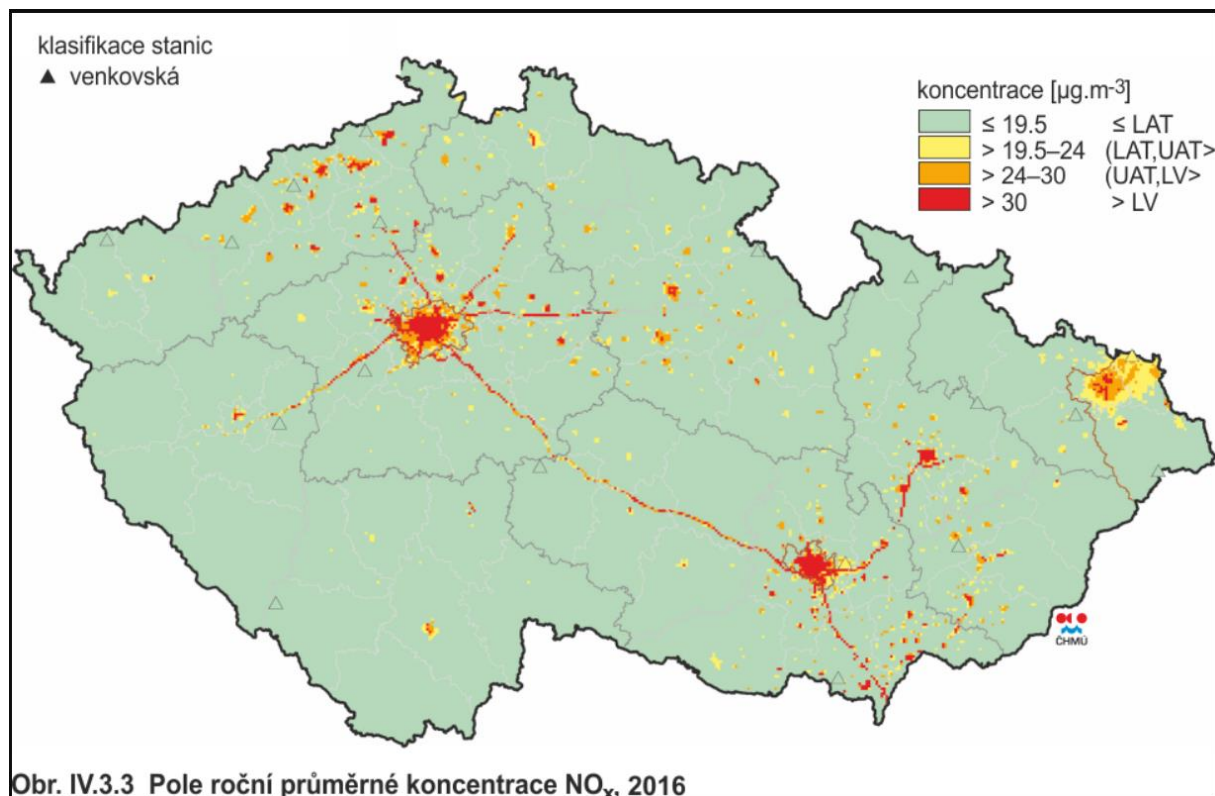 klasifikace stanic
▲ venkovská
koncentrace [µg.m-3]
≤ 19.5 ≤ LAT
> 19.5–24 (LAT,UAT>
> 24–30 (UAT,LV>
> 30 > LV
ČHMÚ
Obr. IV.3.3 Pole roční průměrné koncentrace NOx, 2016